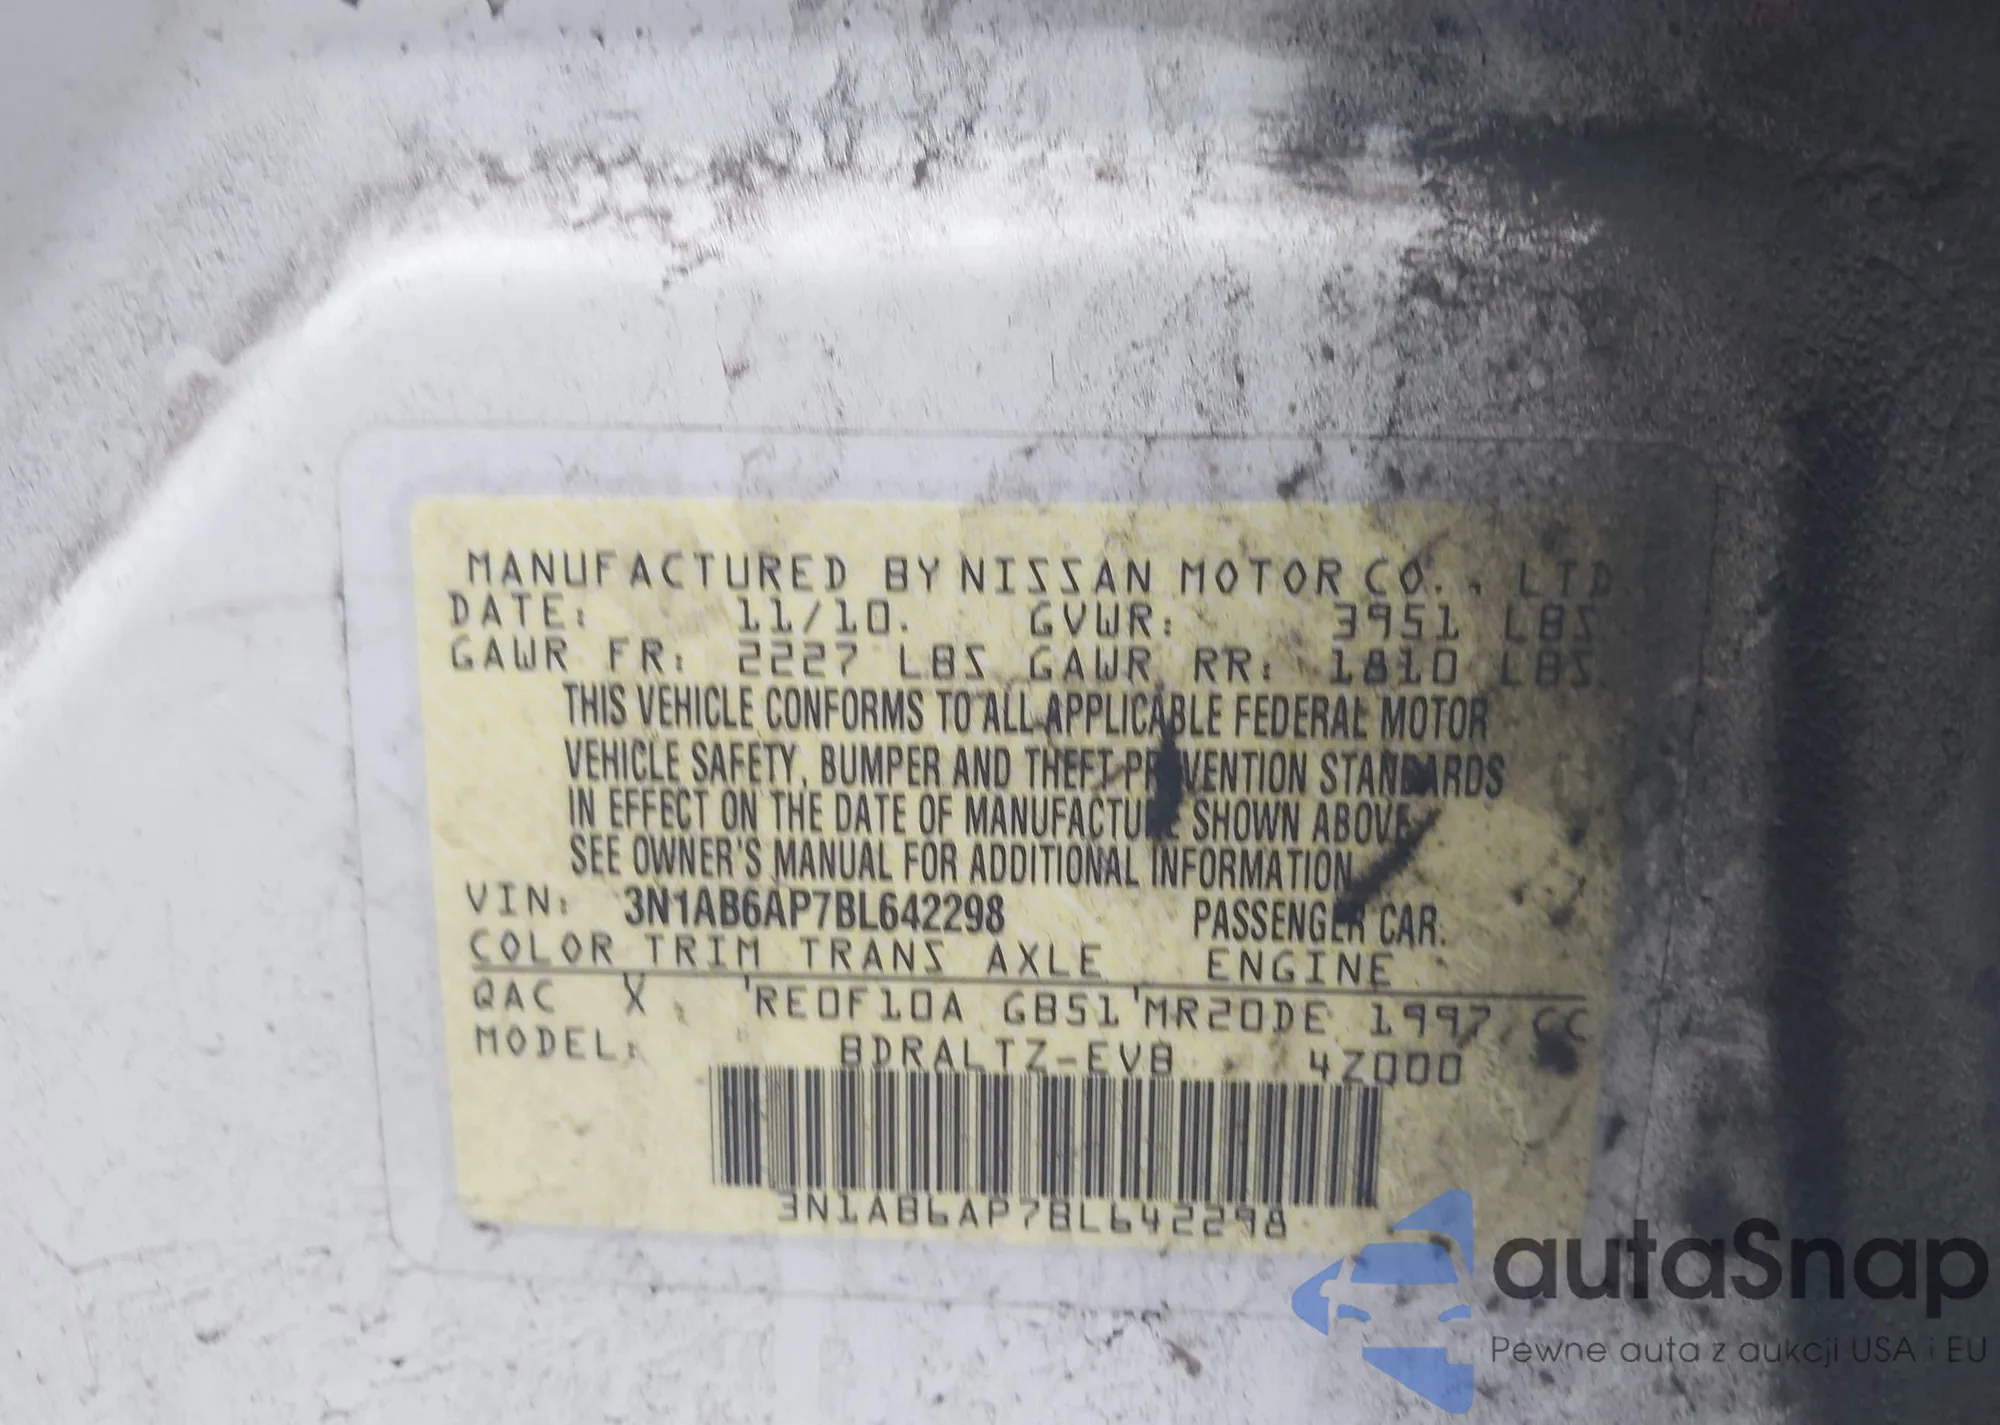 MANUFACTURED BY NISSAN MOTOR CO., LTD
DATE: 11/10. GVWR: 3951 LBS
GAWR FR: 2227 LBS GAWR RR: 1810 LBS
THIS VEHICLE CONFORMS TO ALL APPLICABLE FEDERAL MOTOR
VEHICLE SAFETY, BUMPER AND THEFT PREVENTION STANDARDS
IN EFFECT ON THE DATE OF MANUFACTURE SHOWN ABOVE.
SEE OWNER'S MANUAL FOR ADDITIONAL INFORMATION.
VIN: 3N1AB6AP7BL642298 PASSENGER CAR.
COLOR TRIM TRANS AXLE ENGINE
QAC X RE0F10A GB51 MR20DE 1997 CC
MODEL: BDRALTZ-EVB 4Z000
3N1AB6AP7BL642298
autaSnap
Pewne auta z aukcji USA i EU